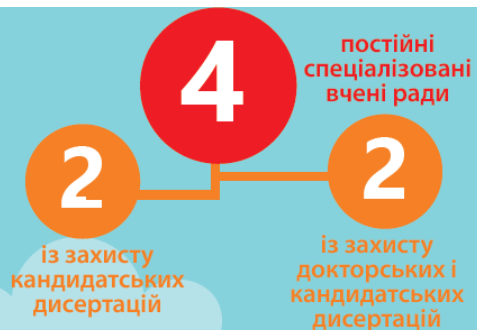 4
постійні
спеціалізовані
вчені ради
2
із захисту
кандидатських
дисертацій
2
із захисту
докторських і
кандидатських
дисертацій